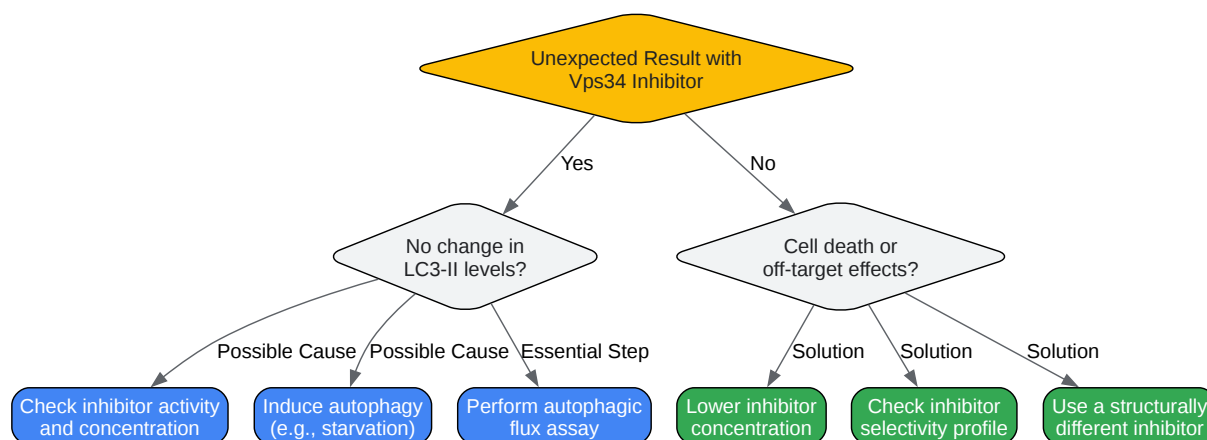 Unexpected Result with
Vps34 Inhibitor
Yes
No
No change in
LC3-II levels?
Cell death or
off-target effects?
Possible Cause
Possible Cause
Essential Step
Solution
Solution
Solution
Check inhibitor activity
and concentration
Induce autophagy
(e.g., starvation)
Perform autophagic
flux assay
Lower inhibitor
concentration
Check inhibitor
selectivity profile
Use a structurally
different inhibitor